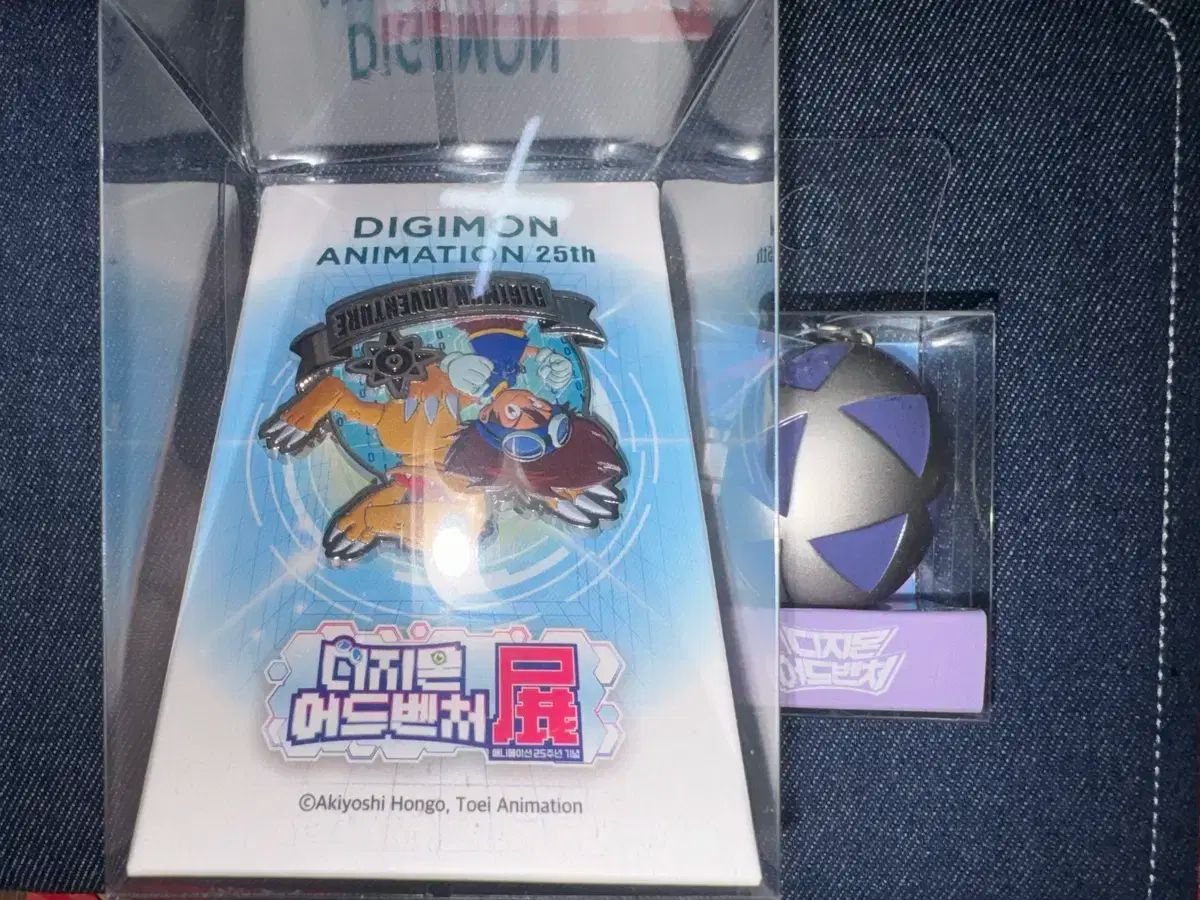 DIGIMON
DIGIMON
ANIMATION 25th
DIGIMON ADVENTURE
디지몬
어드벤처 展
애니메이션 25주년 기념
©Akiyoshi Hongo, Toei Animation
디지몬
어드벤처